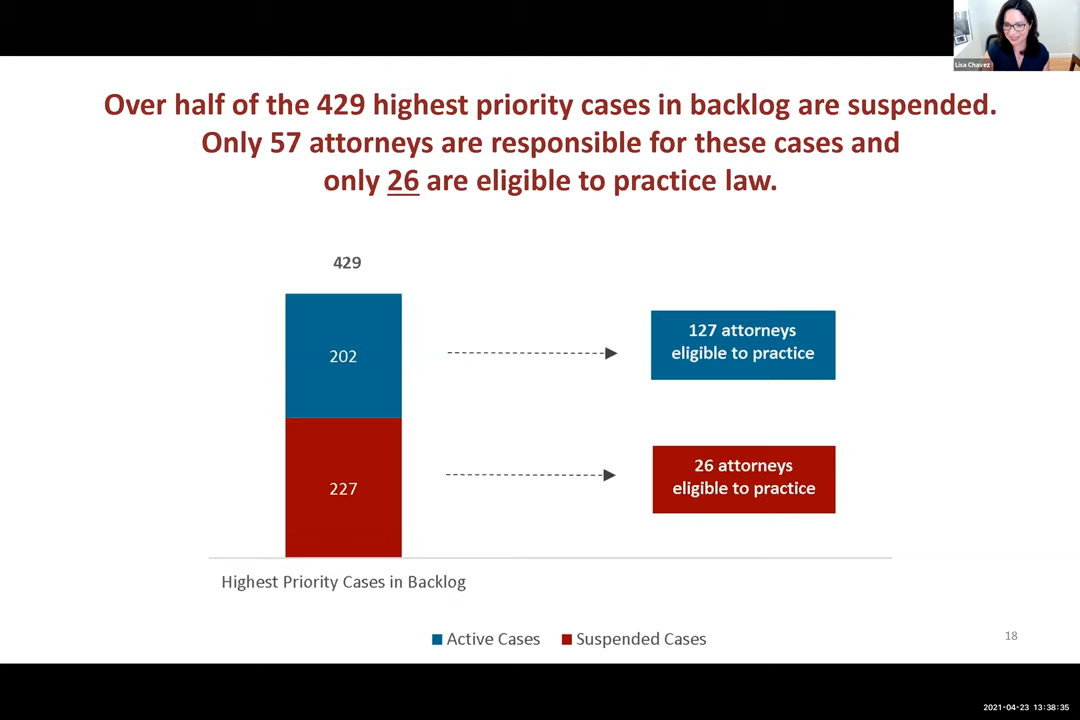 Lisa Chavez
Over half of the 429 highest priority cases in backlog are suspended.
Only 57 attorneys are responsible for these cases and
only 26 are eligible to practice law.
429
202
127 attorneys
eligible to practice
227
26 attorneys
eligible to practice
Highest Priority Cases in Backlog
Active Cases
Suspended Cases
18
2021-04-23 13:38:35